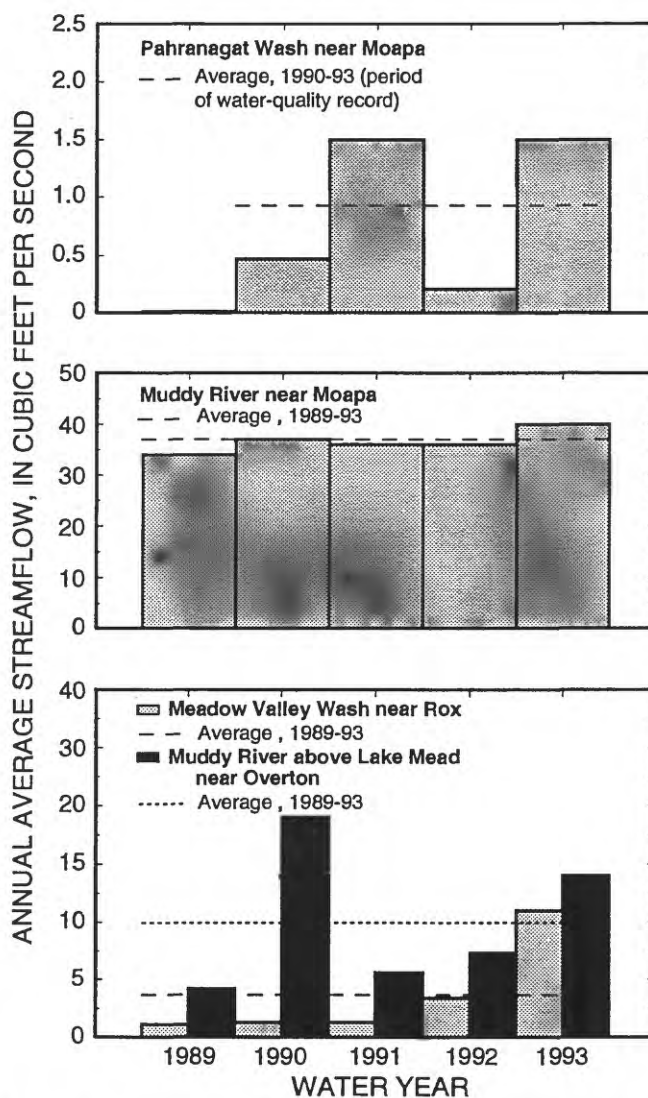 ANNUAL AVERAGE STREAMFLOW, IN CUBIC FEET PER SECOND
2.5
2.0
1.5
1.0
0.5
0
Pahranagat Wash near Moapa
Average, 1990-93 (period
of water-quality record)
50
40
30
20
10
0
Muddy River near Moapa
Average , 1989-93
40
30
20
15
10
5
0
Meadow Valley Wash near Rox
Average , 1989-93
Muddy River above Lake Mead
near Overton
Average , 1989-93
1989 1990 1991 1992 1993
WATER YEAR